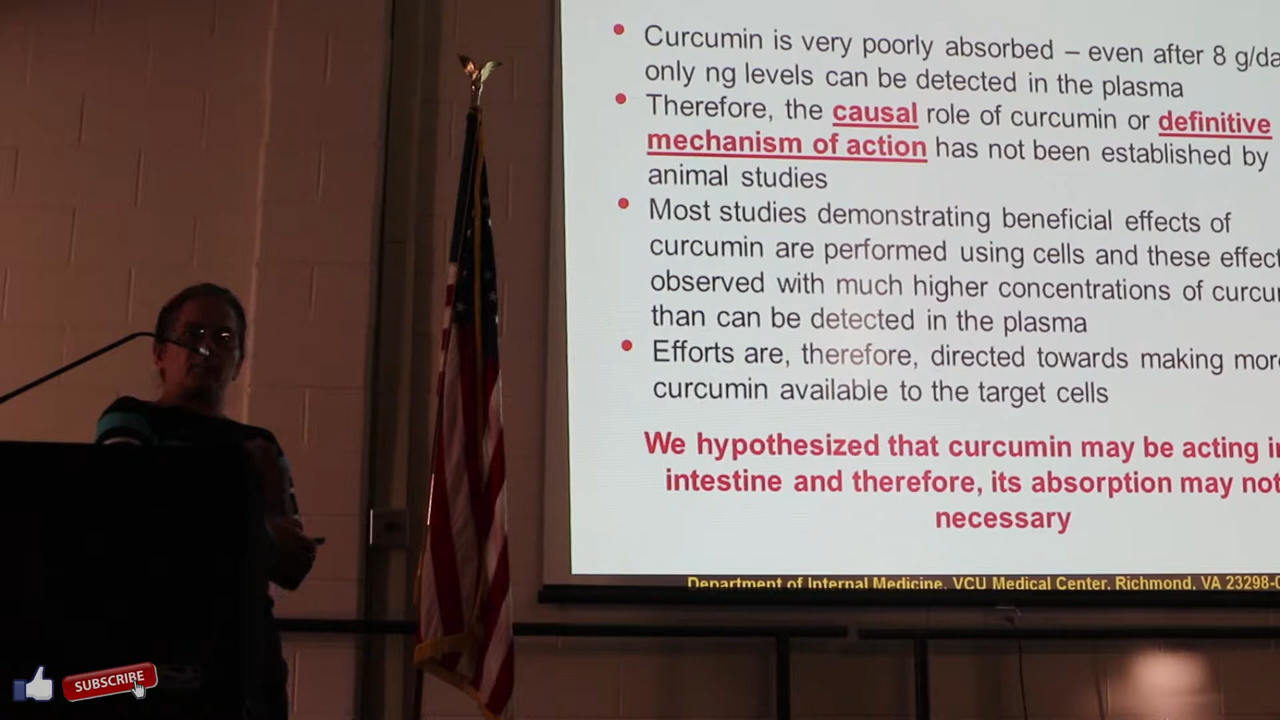 Curcumin is very poorly absorbed – even after 8 g/da
only ng levels can be detected in the plasma
Therefore, the causal role of curcumin or definitive
mechanism of action has not been established by
animal studies
Most studies demonstrating beneficial effects of
curcumin are performed using cells and these effect
observed with much higher concentrations of curcu
than can be detected in the plasma
Efforts are, therefore, directed towards making mor
curcumin available to the target cells
We hypothesized that curcumin may be acting in
intestine and therefore, its absorption may not
necessary
Department of Internal Medicine, VCU Medical Center, Richmond, VA 23298-0
SUBSCRIBE